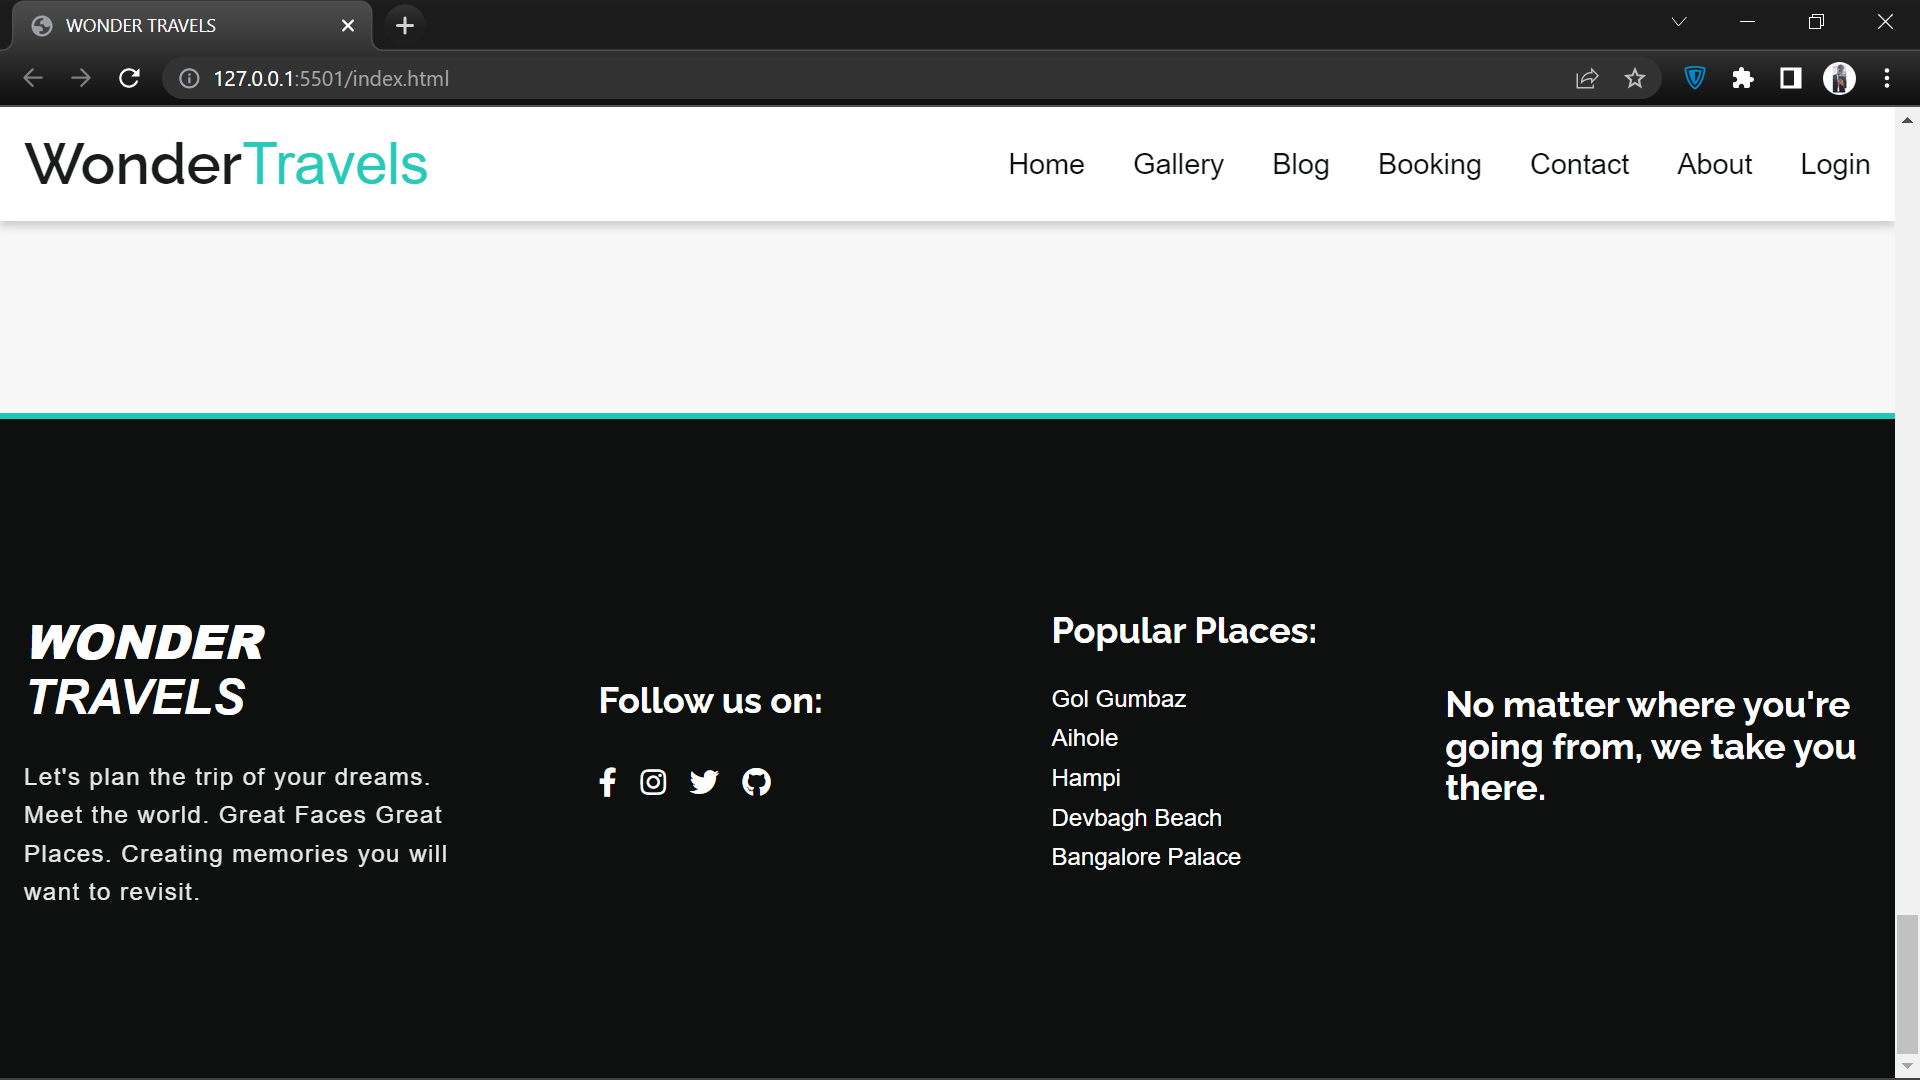 WONDER TRAVELS
127.0.0.1:5501/index.html
WonderTravels
Home Gallery Blog Booking Contact About Login
WONDER
TRAVELS
Let's plan the trip of your dreams.
Meet the world. Great Faces Great
Places. Creating memories you will
want to revisit.
Follow us on:
Popular Places:
Gol Gumbaz
Aihole
Hampi
Devbagh Beach
Bangalore Palace
No matter where you're
going from, we take you
there.